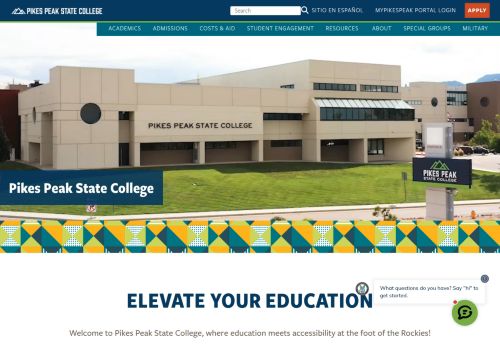 PIKES PEAK STATE COLLEGE
Search
SITIO EN ESPAÑOL
MYPIKESPEAK PORTAL LOGIN
APPLY
ACADEMICS
ADMISSIONS
COSTS & AID
STUDENT ENGAGEMENT
RESOURCES
ABOUT
SPECIAL GROUPS
MILITARY
PIKES PEAK STATE COLLEGE
PIKES PEAK
STATE COLLEGE
Pikes Peak State College
What questions do you have? Say "hi" to
get started.
ELEVATE YOUR EDUCATION
Welcome to Pikes Peak State College, where education meets accessibility at the foot of the Rockies!